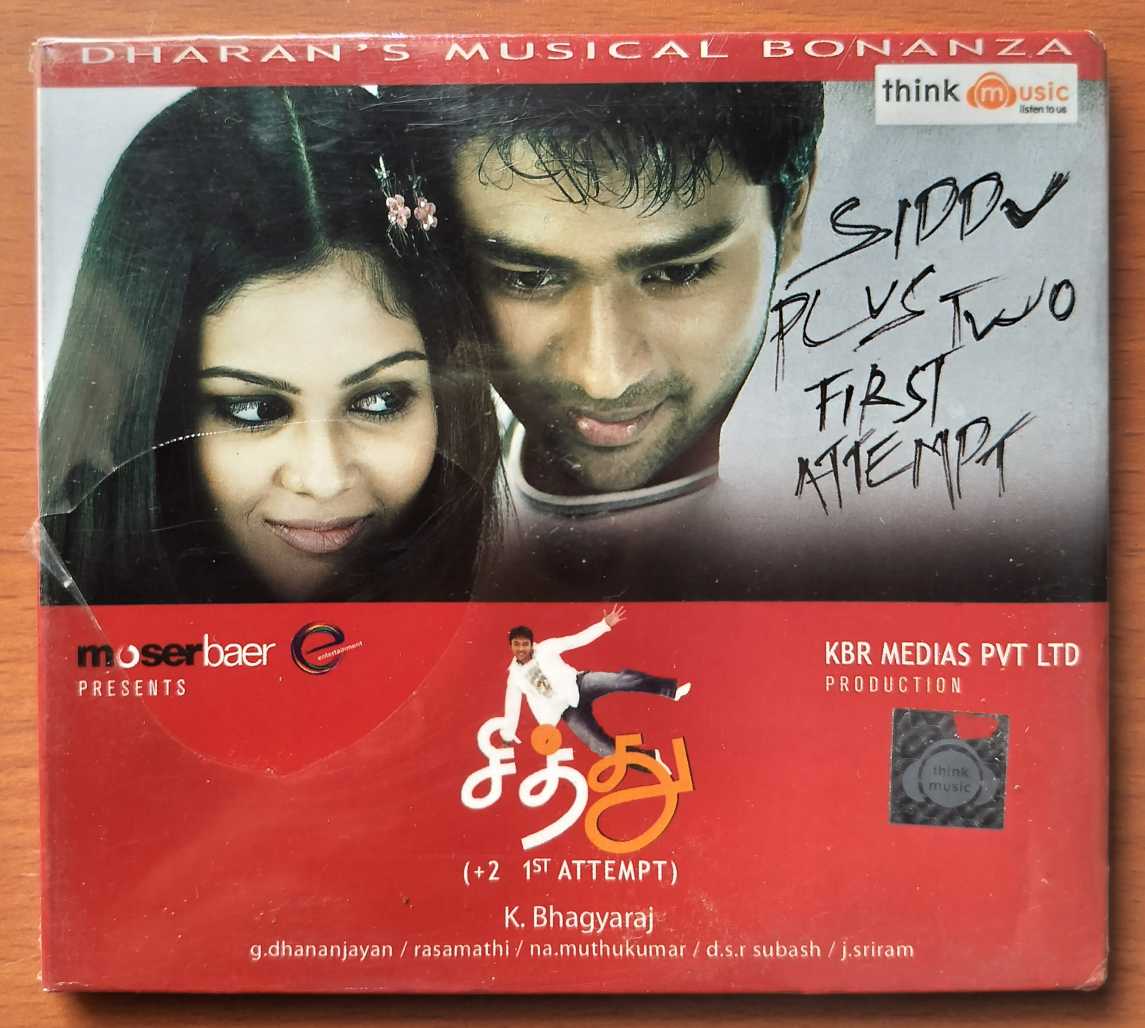 DHARAN'S MUSICAL BONANZA
think music
listen to us
SIDDU
PLUS TWO
FIRST
ATTEMPT
moserbaer entertainment
PRESENTS
KBR MEDIAS PVT LTD
PRODUCTION
சித்து
think
music
(+2 1ST ATTEMPT)
K. Bhagyaraj
g.dhananjayan / rasamathi / na.muthukumar / d.s.r subash / j.sriram